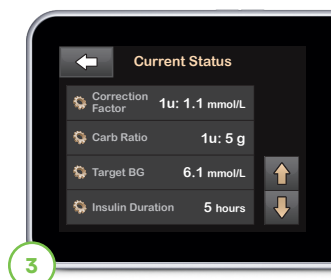 Current Status
Correction
Factor 1u: 1.1 mmol/L
Carb Ratio 1u: 5 g
Target BG 6.1 mmol/L
Insulin Duration 5 hours
3